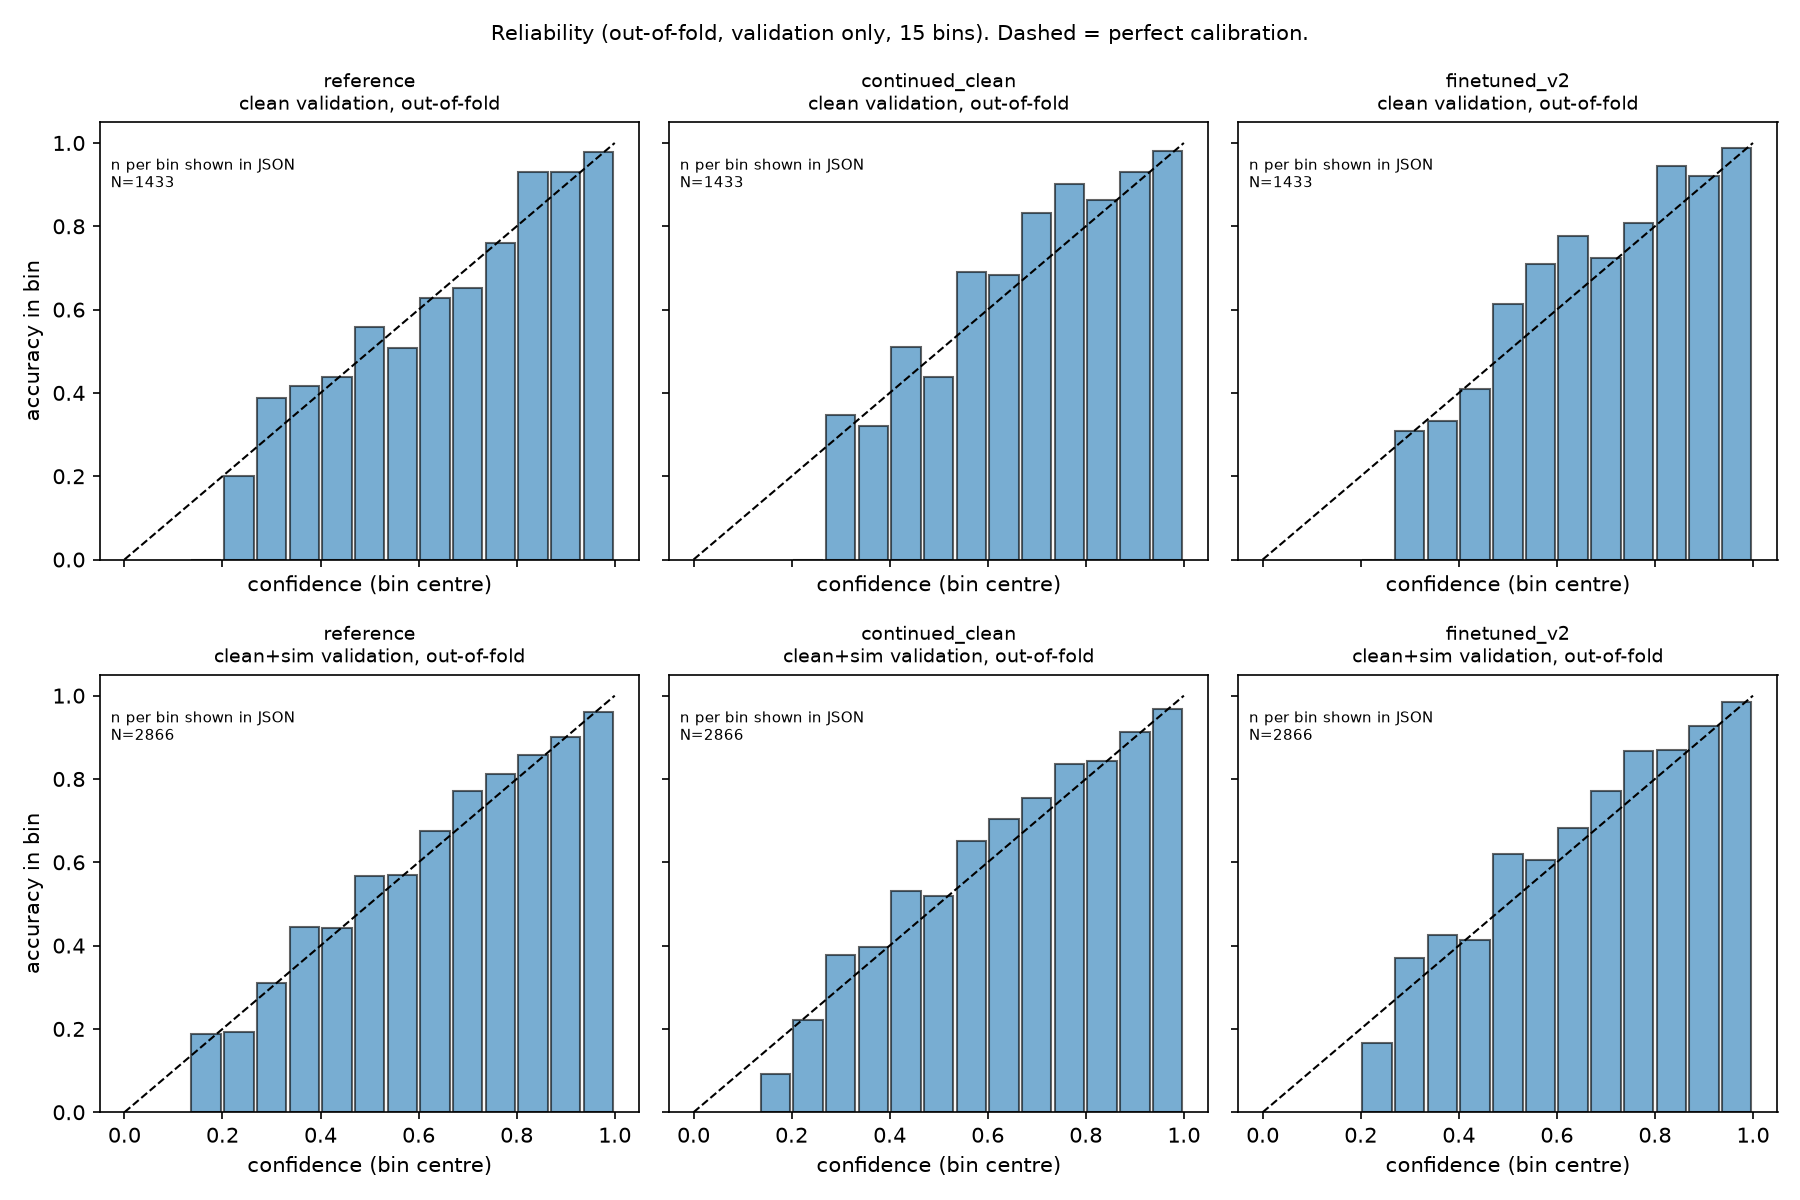 Reliability (out-of-fold, validation only, 15 bins). Dashed = perfect calibration.
reference
clean validation, out-of-fold
continued_clean
clean validation, out-of-fold
finetuned_v2
clean validation, out-of-fold
n per bin shown in JSON
N=1433
n per bin shown in JSON
N=1433
n per bin shown in JSON
N=1433
accuracy in bin
1.0
0.8
0.6
0.4
0.2
0.0
confidence (bin centre)
confidence (bin centre)
confidence (bin centre)
reference
clean+sim validation, out-of-fold
continued_clean
clean+sim validation, out-of-fold
finetuned_v2
clean+sim validation, out-of-fold
n per bin shown in JSON
N=2866
n per bin shown in JSON
N=2866
n per bin shown in JSON
N=2866
accuracy in bin
1.0
0.8
0.6
0.4
0.2
0.0
0.0 0.2 0.4 0.6 0.8 1.0
0.0 0.2 0.4 0.6 0.8 1.0
0.0 0.2 0.4 0.6 0.8 1.0
confidence (bin centre)
confidence (bin centre)
confidence (bin centre)